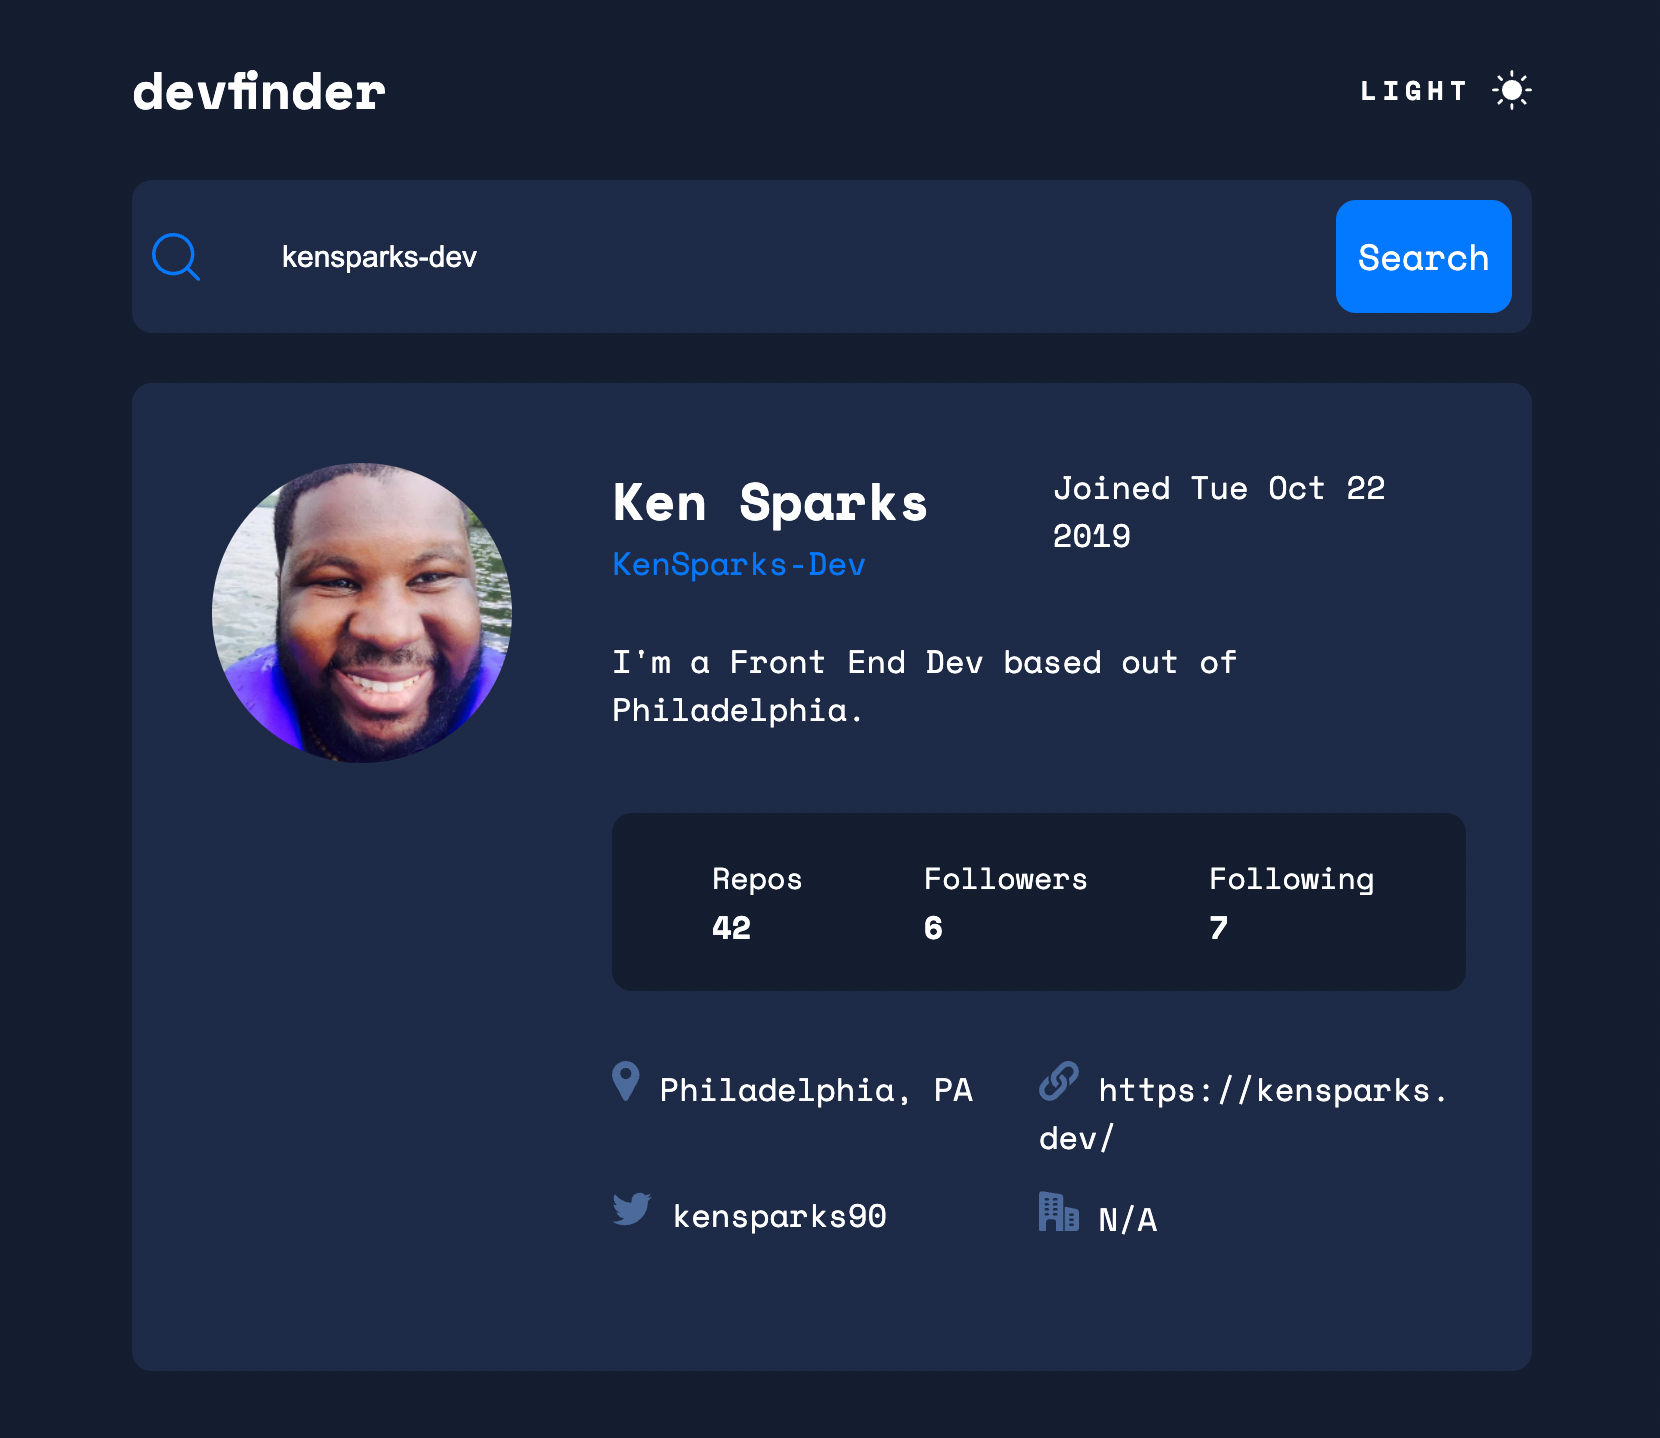 devfinder
LIGHT
kensparks-dev
Search
Ken Sparks
Joined Tue Oct 22
2019
KenSparks-Dev
I'm a Front End Dev based out of
Philadelphia.
Repos
42
Followers
6
Following
7
Philadelphia, PA
https://kensparks.
dev/
kensparks90
N/A